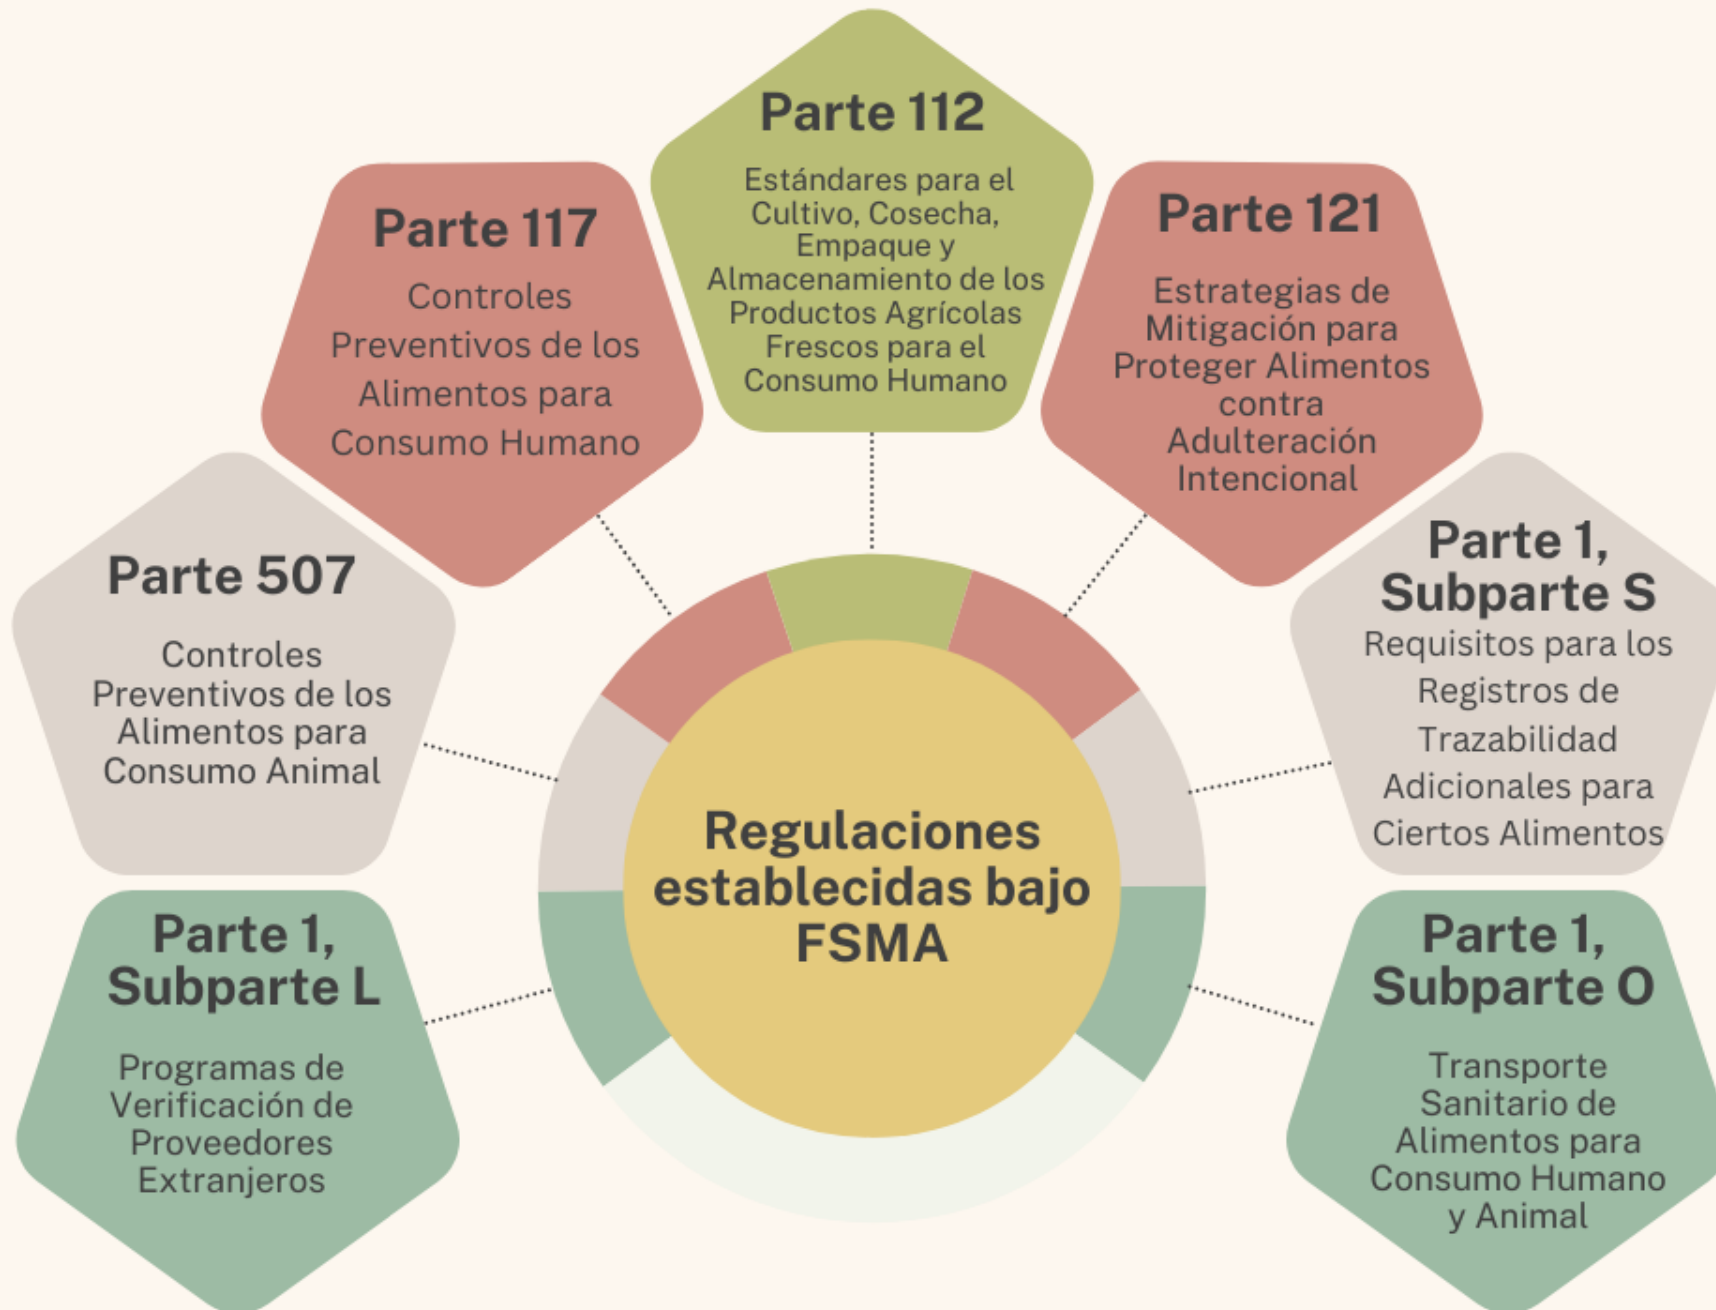 Parte 112
Estándares para el
Cultivo, Cosecha,
Empaque y
Almacenamiento de los
Productos Agrícolas
Frescos para el
Consumo Humano
Parte 117
Controles
Preventivos de los
Alimentos para
Consumo Humano
Parte 121
Estrategias de
Mitigación para
Proteger Alimentos
contra
Adulteración
Intencional
Parte 507
Controles
Preventivos de los
Alimentos para
Consumo Animal
Parte 1,
Subparte S
Requisitos para los
Registros de
Trazabilidad
Adicionales para
Ciertos Alimentos
Regulaciones
establecidas bajo
FSMA
Parte 1,
Subparte L
Programas de
Verificación de
Proveedores
Extranjeros
Parte 1,
Subparte O
Transporte
Sanitario de
Alimentos para
Consumo Humano
y Animal